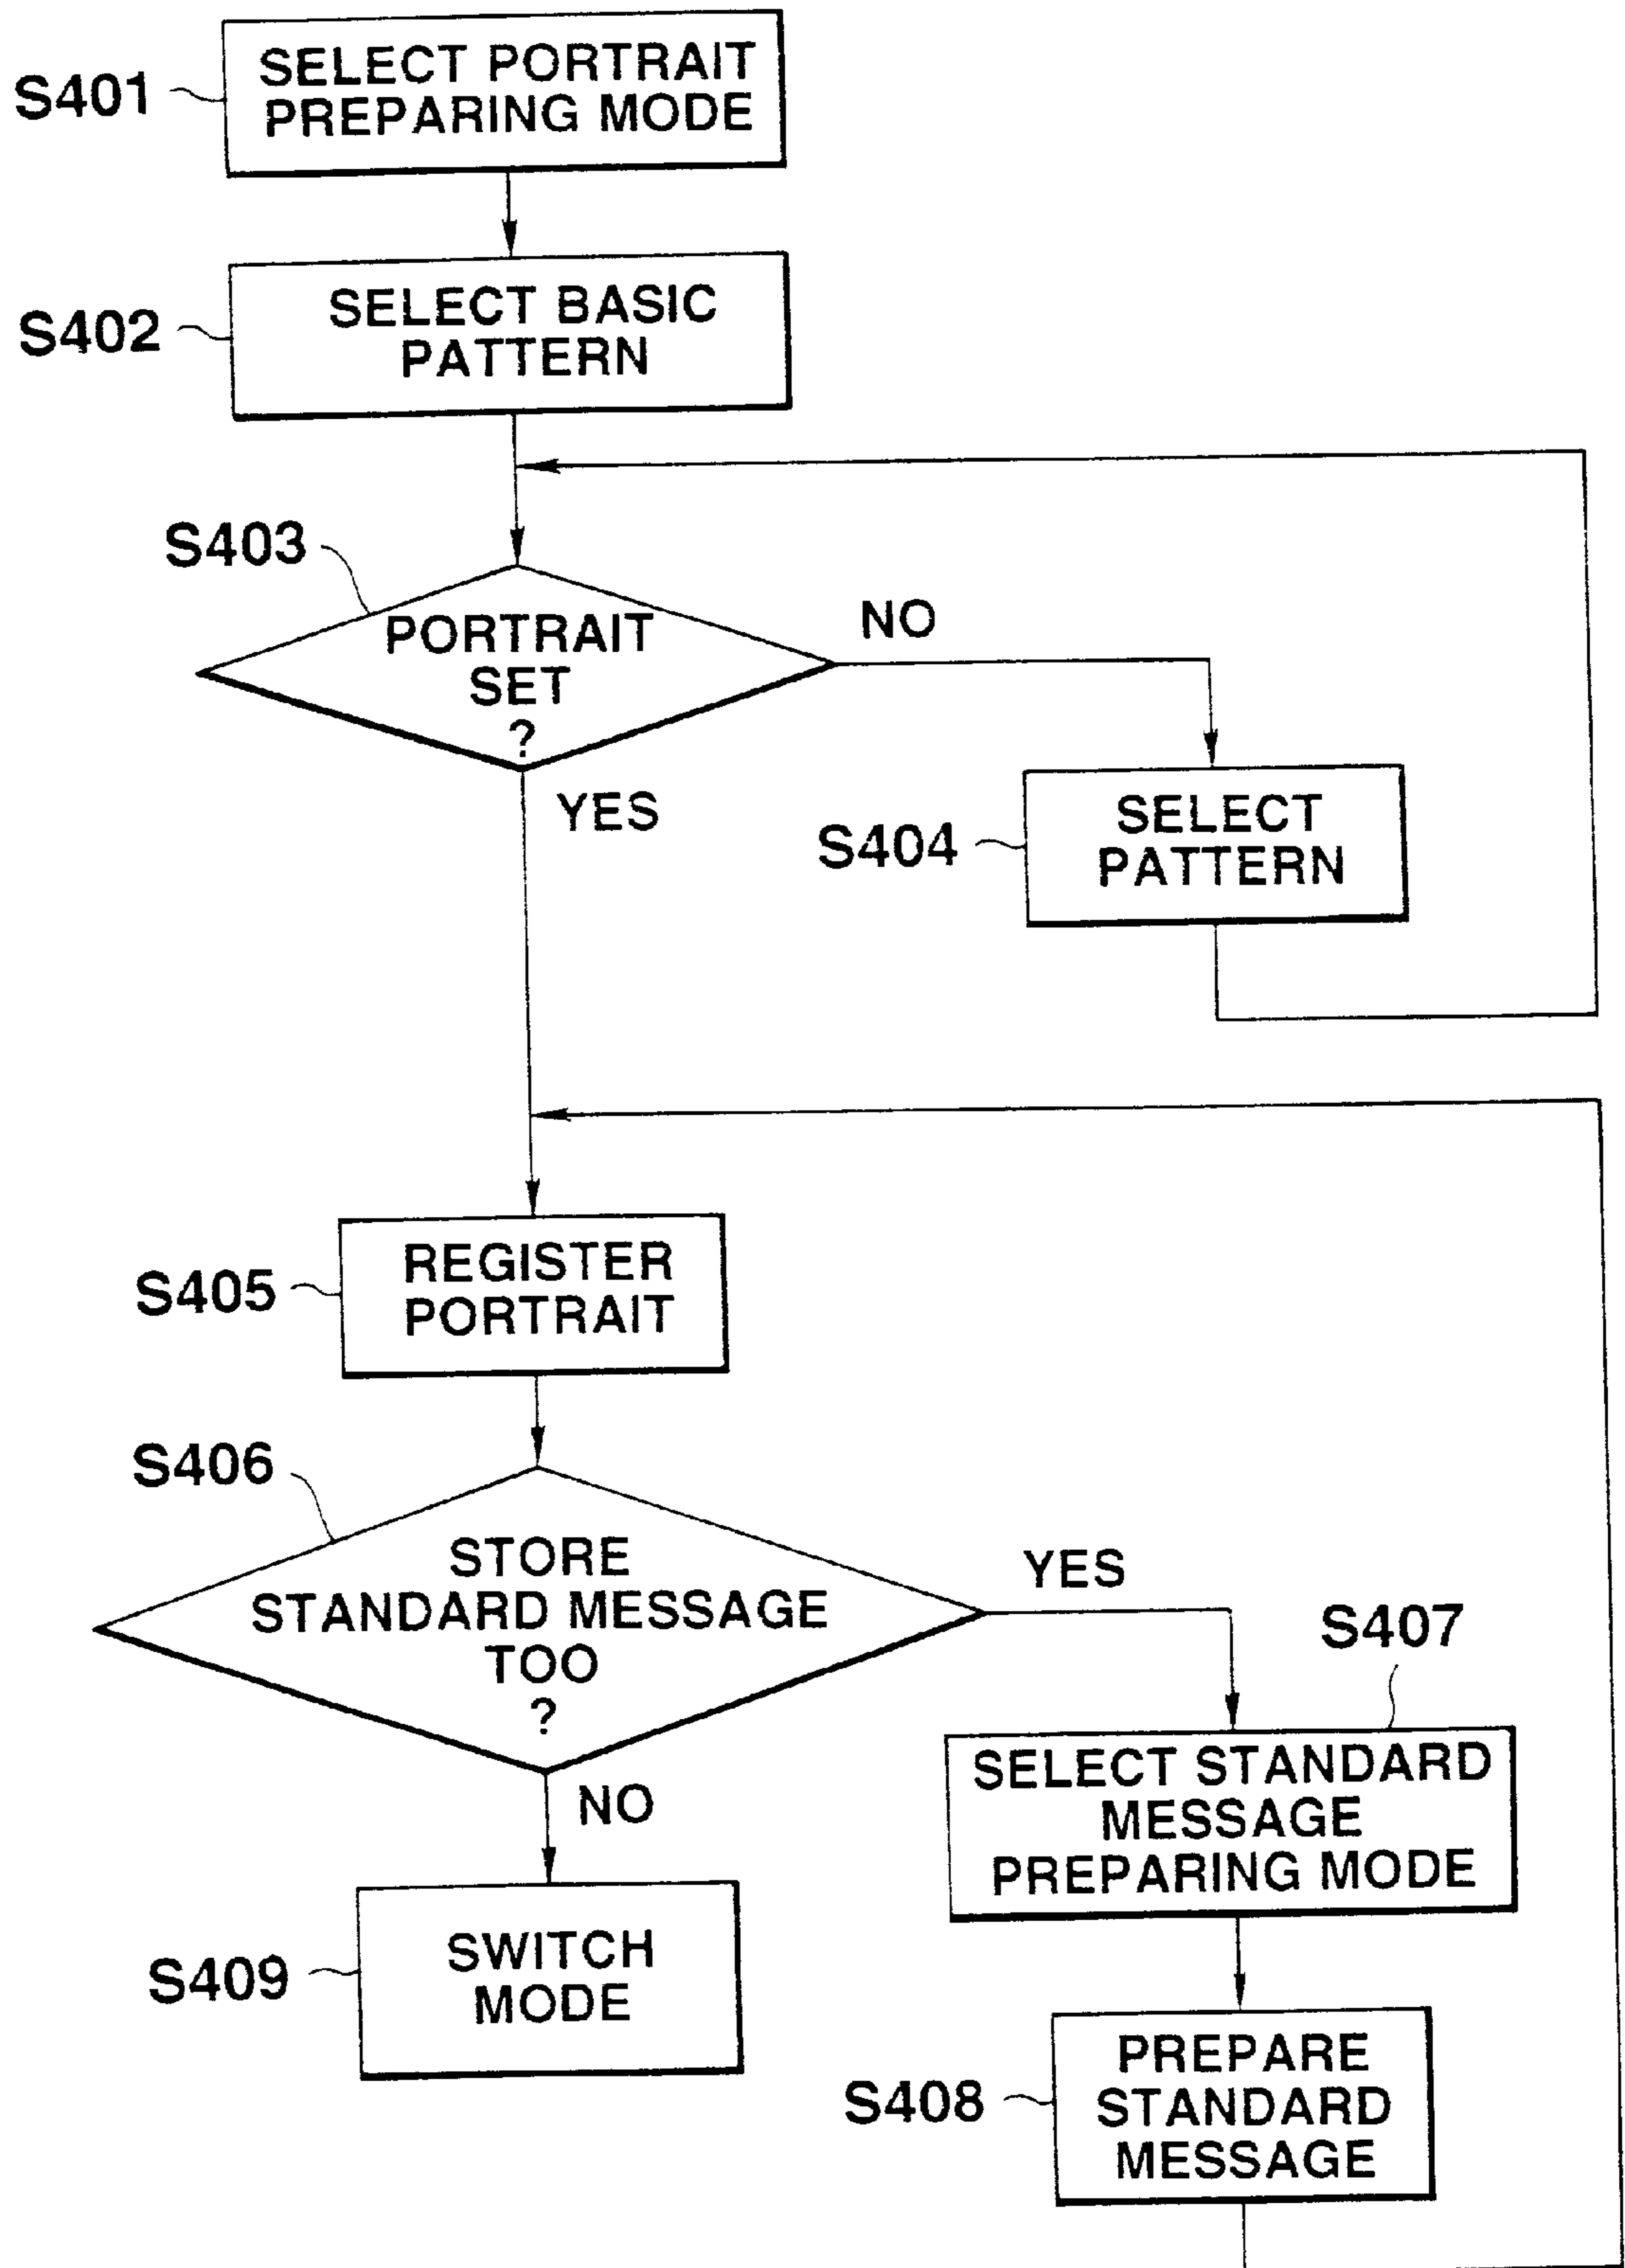 S401
SELECT PORTRAIT
PREPARING MODE
S402
SELECT BASIC
PATTERN
S403
PORTRAIT
SET
?
NO
YES
S404
SELECT
PATTERN
S405
REGISTER
PORTRAIT
S406
STORE
STANDARD MESSAGE
TOO
?
YES
NO
S407
SELECT STANDARD
MESSAGE
PREPARING MODE
S409
SWITCH
MODE
S408
PREPARE
STANDARD
MESSAGE